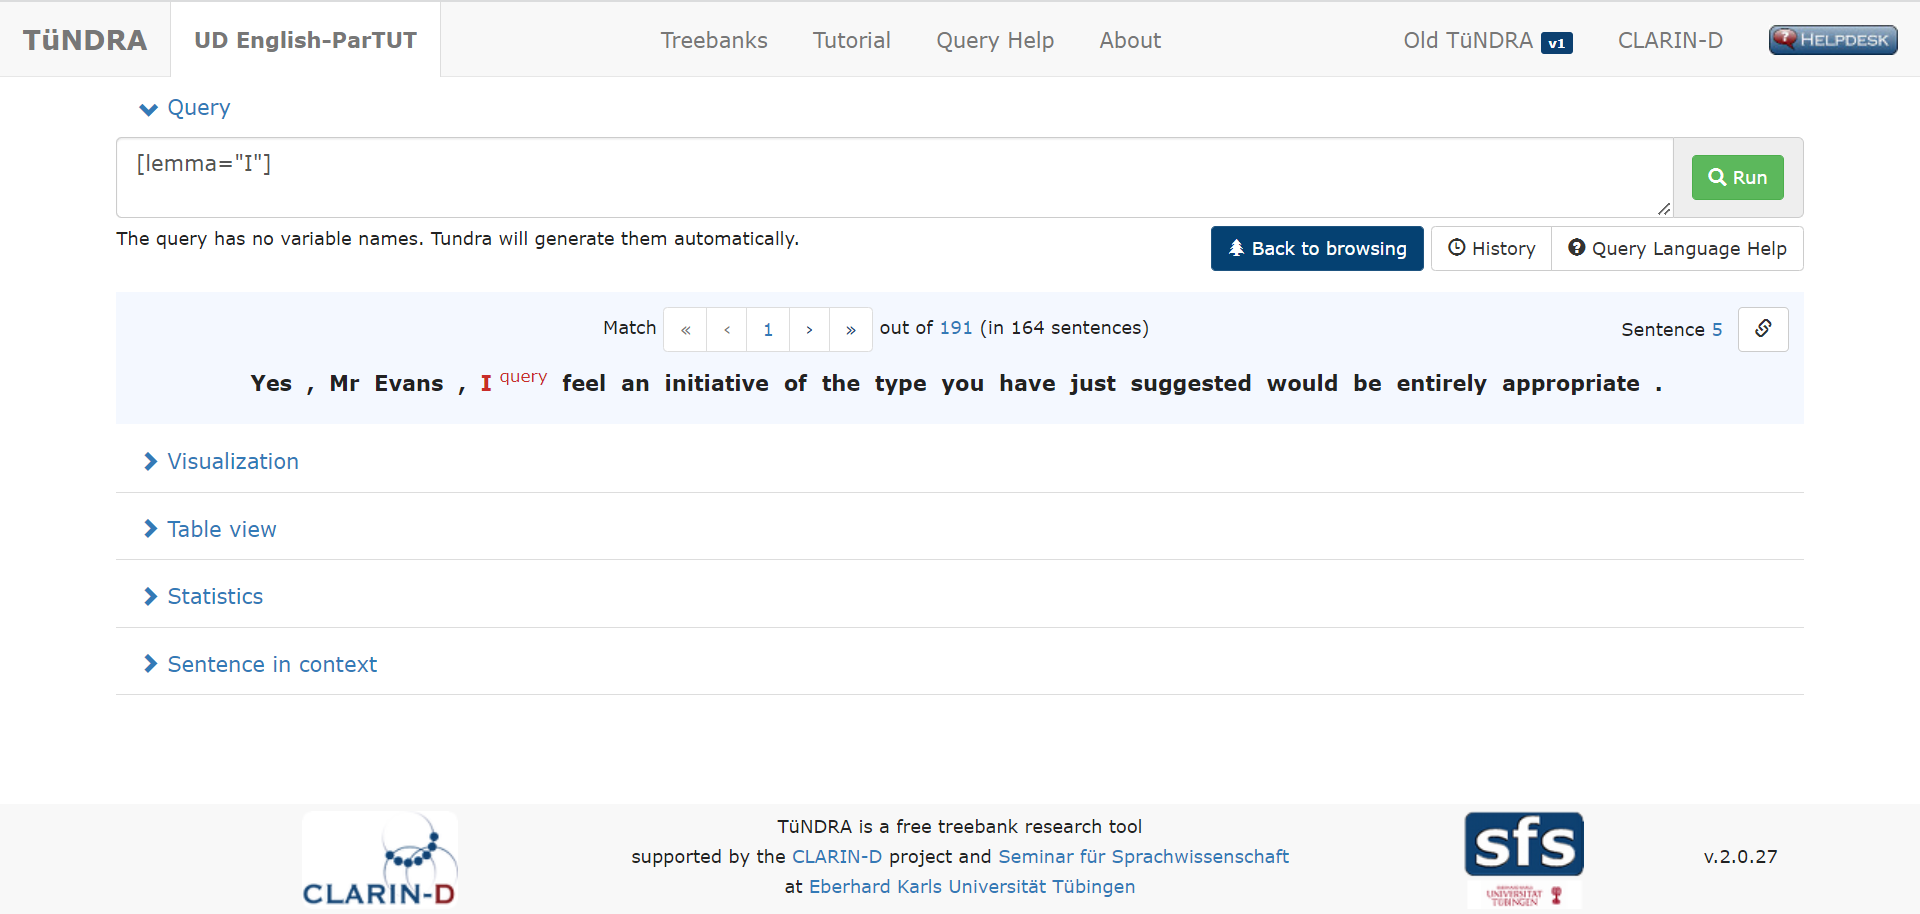 TüNDRA UD English-ParTUT Treebanks Tutorial Query Help About Old TüNDRA v1 CLARIN-D ? HELPDESK
Query
[lemma="I"]
Run
The query has no variable names. Tundra will generate them automatically.
Back to browsing History Query Language Help
Match « ‹ 1 › » out of 191 (in 164 sentences) Sentence 5
Yes , Mr Evans , I query feel an initiative of the type you have just suggested would be entirely appropriate .
Visualization
Table view
Statistics
Sentence in context
TüNDRA is a free treebank research tool
supported by the CLARIN-D project and Seminar für Sprachwissenschaft
at Eberhard Karls Universität Tübingen
CLARIN-D
sfs
EBERHARD KARLS
UNIVERSITÄT
TÜBINGEN
v.2.0.27